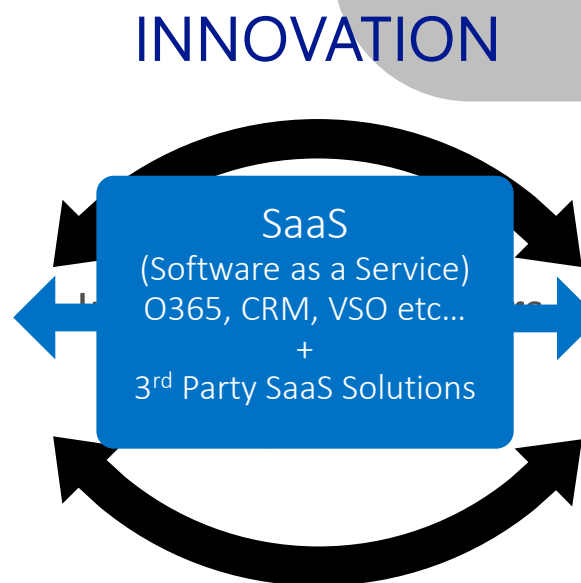 INNOVATION
SaaS
(Software as a Service)
O365, CRM, VSO etc...
+
3rd Party SaaS Solutions